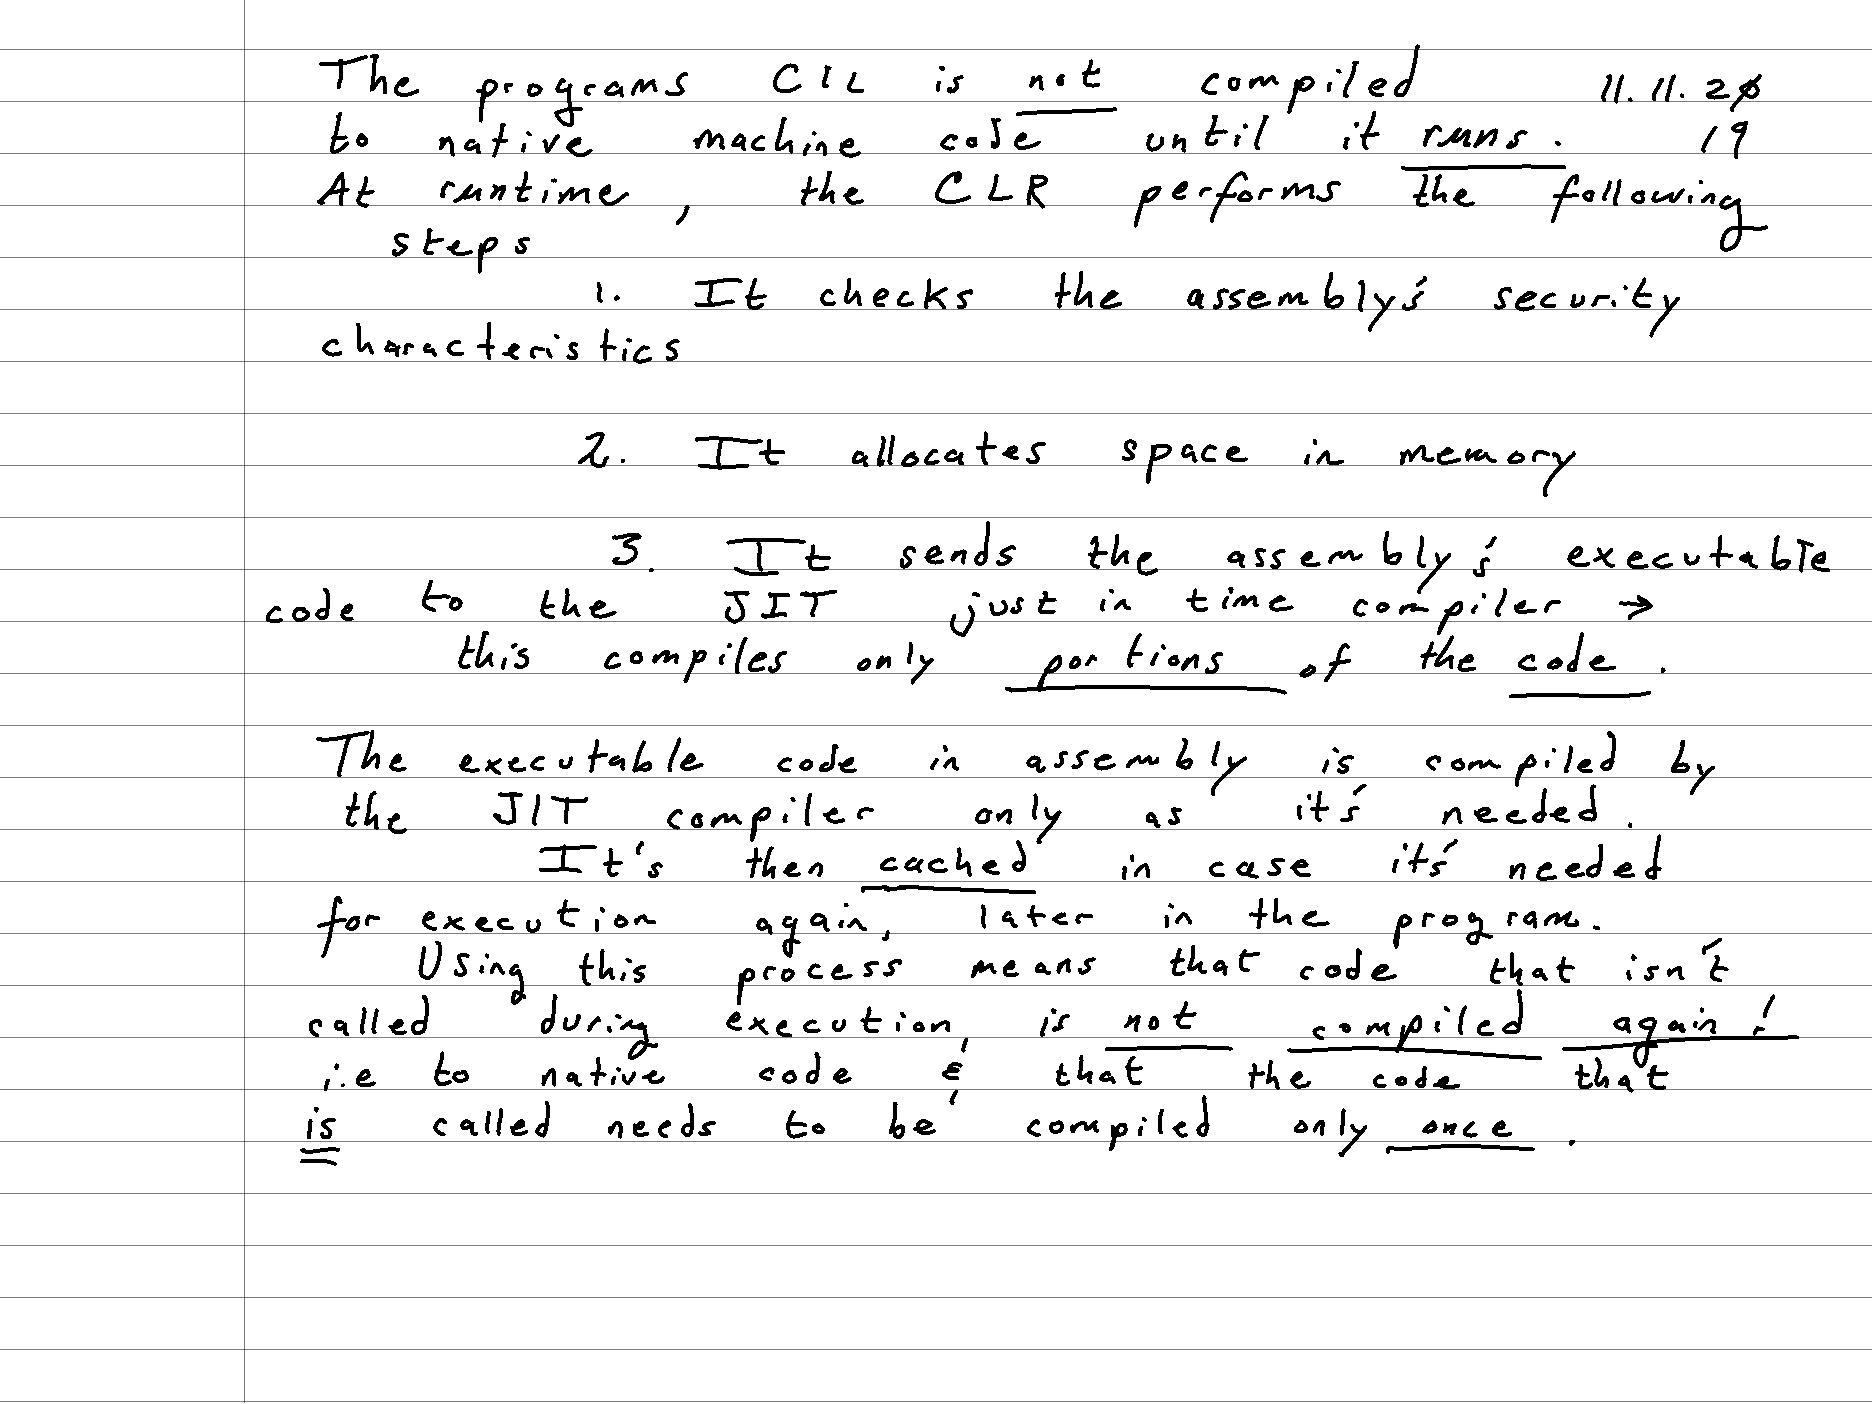 The programs CIL is not compiled 11.11.20
to native machine code until it runs. 19
At runtime, the CLR performs the following
steps
1. It checks the assembly's security
characteristics
2. It allocates space in memory
3. It sends the assembly's executable
code to the JIT just in time compiler →
this compiles only portions of the code.
The executable code in assembly is compiled by
the JIT compiler only as it's needed.
It's then cached in case it's needed
for execution again, later in the program.
Using this process means that code that isn't
called during execution, is not compiled again!
i.e to native code & that the code that
is called needs to be compiled only once.